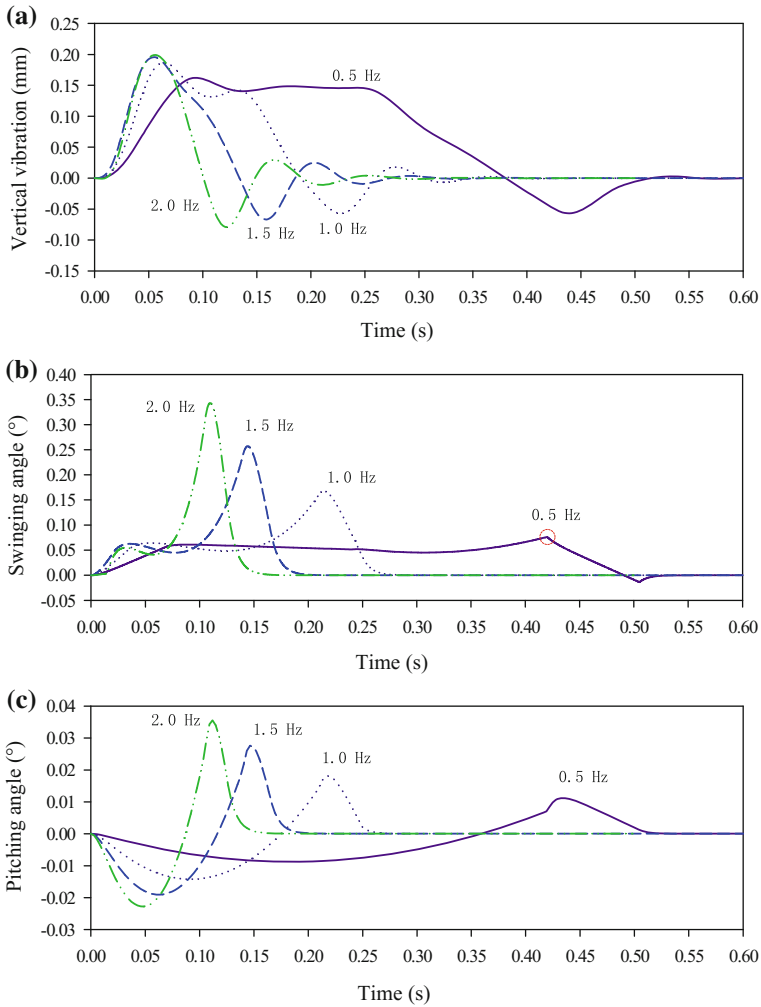 (a)
Vertical vibration (mm)
0.25
0.20
0.15
0.10
0.05
0.00
-0.05
-0.10
0.15
0.5 Hz
2.0 Hz
1.5 Hz
1.0 Hz
0.00 0.05 0.10 0.15 0.20 0.25 0.30 0.35 0.40 0.45 0.50 0.55 0.60
Time (s)
(b)
Swinging angle (°)
0.40
0.35
0.30
0.25
0.20
0.15
0.10
0.05
0.00
-0.05
2.0 Hz
1.5 Hz
1.0 Hz
0.5 Hz
0.00 0.05 0.10 0.15 0.20 0.25 0.30 0.35 0.40 0.45 0.50 0.55 0.60
Time (s)
(c)
Pitching angle (°)
0.04
0.03
0.02
0.01
0.00
-0.01
-0.02
-0.03
2.0 Hz
1.5 Hz
1.0 Hz
0.5 Hz
0.00 0.05 0.10 0.15 0.20 0.25 0.30 0.35 0.40 0.45 0.50 0.55 0.60
Time (s)